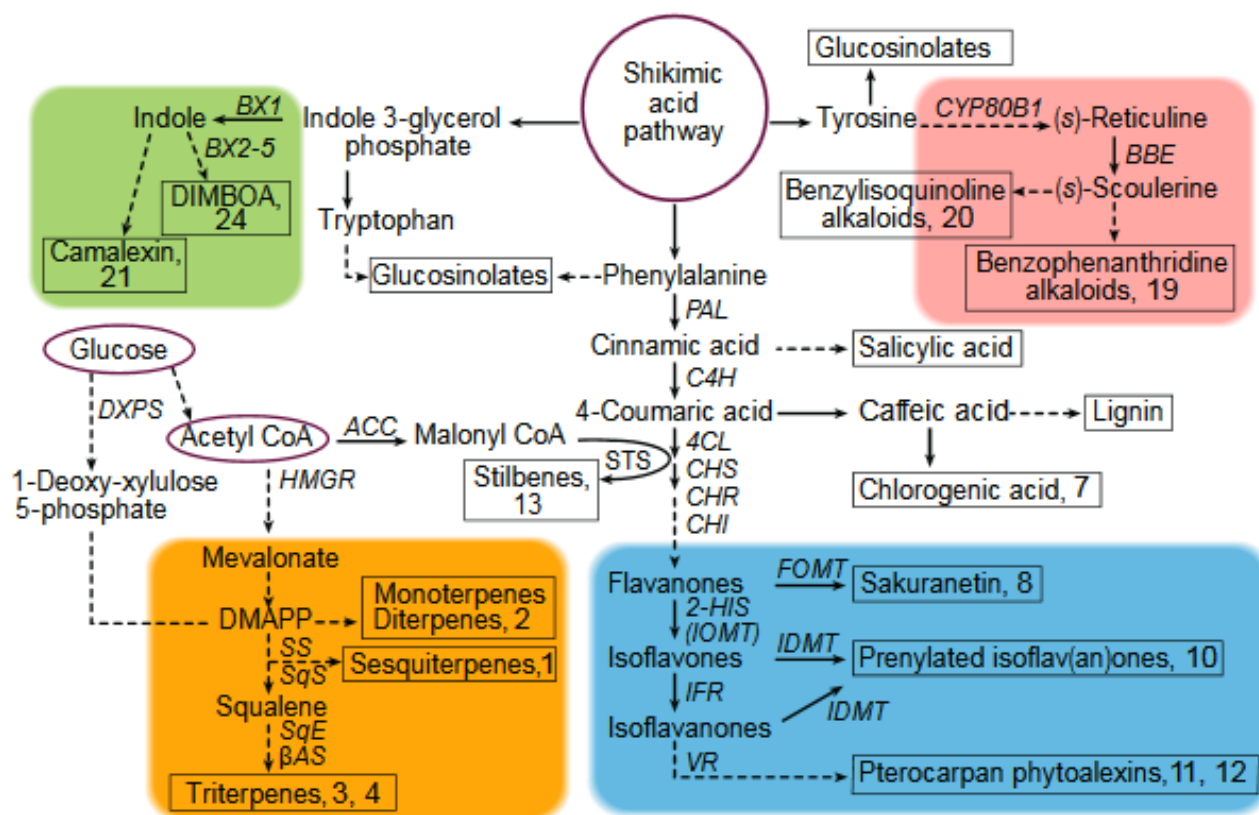 Glucosinolates
Shikimic
acid
pathway
Indole
BX1
Indole 3-glycerol
phosphate
Tyrosine
CYP80B1
(s)-Reticuline
BX2-5
BBE
DIMBOA,
24
Benzylisoquinoline
alkaloids, 20
(s)-Scoulerine
Tryptophan
Camalexin,
21
Glucosinolates
Phenylalanine
Benzophenanthridine
alkaloids, 19
PAL
Glucose
Cinnamic acid
Salicylic acid
C4H
DXPS
4-Coumaric acid
Caffeic acid
Lignin
Acetyl CoA
ACC
Malonyl CoA
4CL
STS
CHS
CHR
CHI
Stilbenes,
13
Chlorogenic acid, 7
1-Deoxy-xylulose
5-phosphate
HMGR
Mevalonate
Flavanones
FOMT
Sakuranetin, 8
DMAPP
Monoterpenes
Diterpenes, 2
2-HIS
(IOMT)
SS
SqS
Sesquiterpenes,1
Isoflavones
IDMT
Prenylated isoflav(an)ones, 10
IFR
Squalene
Isoflavanones
IDMT
SqE
βAS
VR
Triterpenes, 3, 4
Pterocarpan phytoalexins, 11, 12